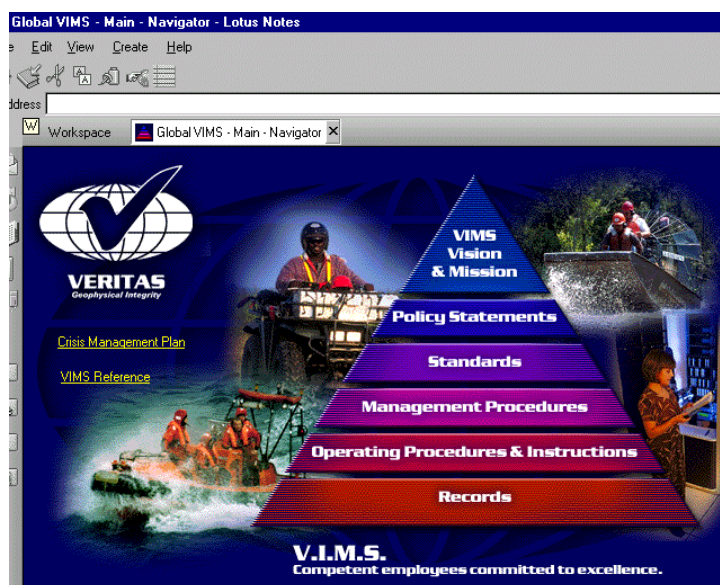 Global VIMS - Main - Navigator - Lotus Notes
Edit View Create Help
ddress
W Workspace Global VIMS - Main - Navigator X
VERITAS
Geophysical Integrity
Crisis Management Plan
VIMS Reference
VIMS
Vision
& Mission
Policy Statements
Standards
Management Procedures
Operating Procedures & Instructions
Records
V.I.M.S.
Competent employees committed to excellence.